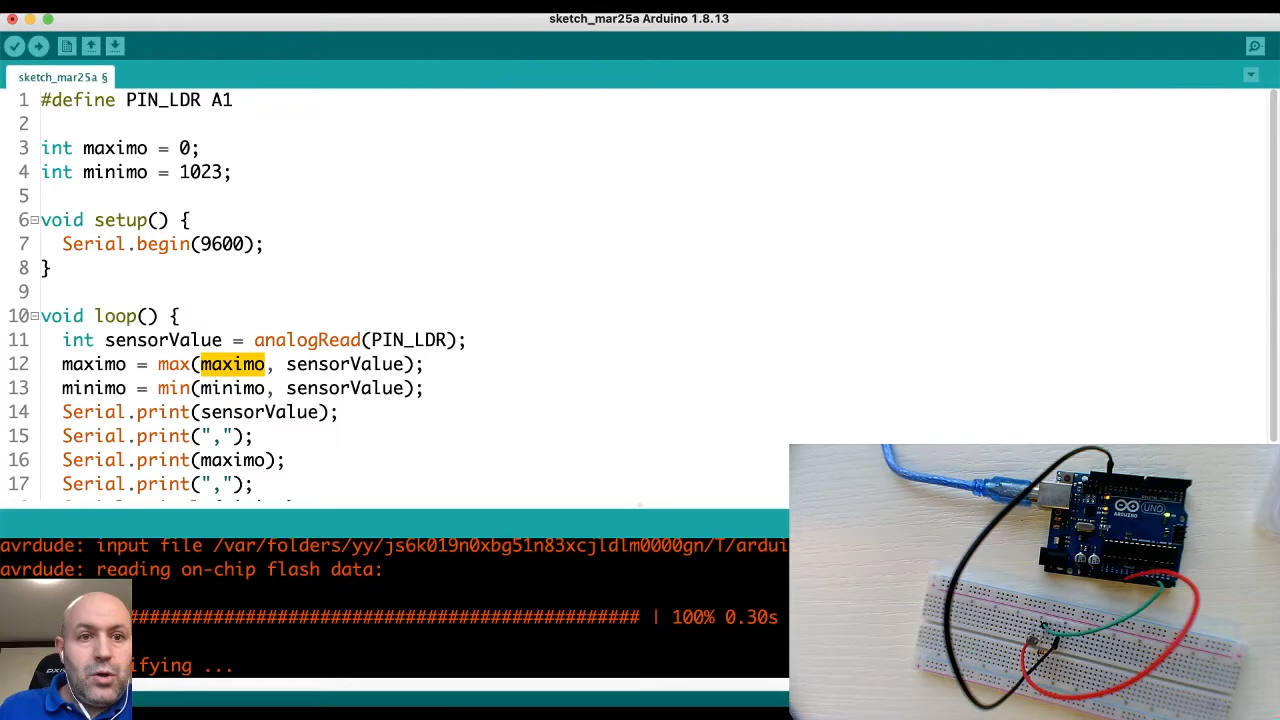 sketch_mar25a Arduino 1.8.13
sketch_mar25a §
1 #define PIN_LDR A1
2
3 int maximo = 0;
4 int minimo = 1023;
5
6 void setup() {
7 Serial.begin(9600);
8 }
9
10 void loop() {
11 int sensorValue = analogRead(PIN_LDR);
12 maximo = max(maximo, sensorValue);
13 minimo = min(minimo, sensorValue);
14 Serial.print(sensorValue);
15 Serial.print(",");
16 Serial.print(maximo);
17 Serial.print(",");
avrdude: input file /var/folders/yy/js6k019n0xbg51n83xcjldlm0000gn/T/ardui
avrdude: reading on-chip flash data:
################################################ | 100% 0.30s
ifying ...
UNO
ARDUINO